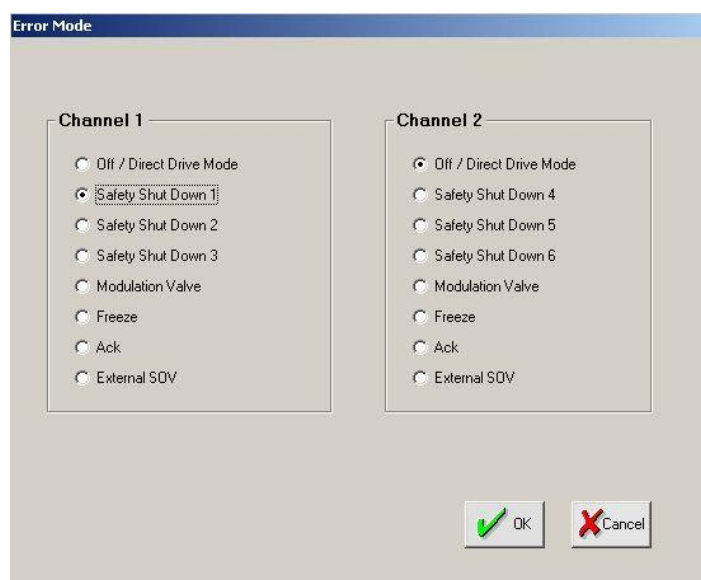 Error Mode
Channel 1
Off / Direct Drive Mode
Safety Shut Down 1
Safety Shut Down 2
Safety Shut Down 3
Modulation Valve
Freeze
Ack
External SOV
Channel 2
Off / Direct Drive Mode
Safety Shut Down 4
Safety Shut Down 5
Safety Shut Down 6
Modulation Valve
Freeze
Ack
External SOV
OK
Cancel